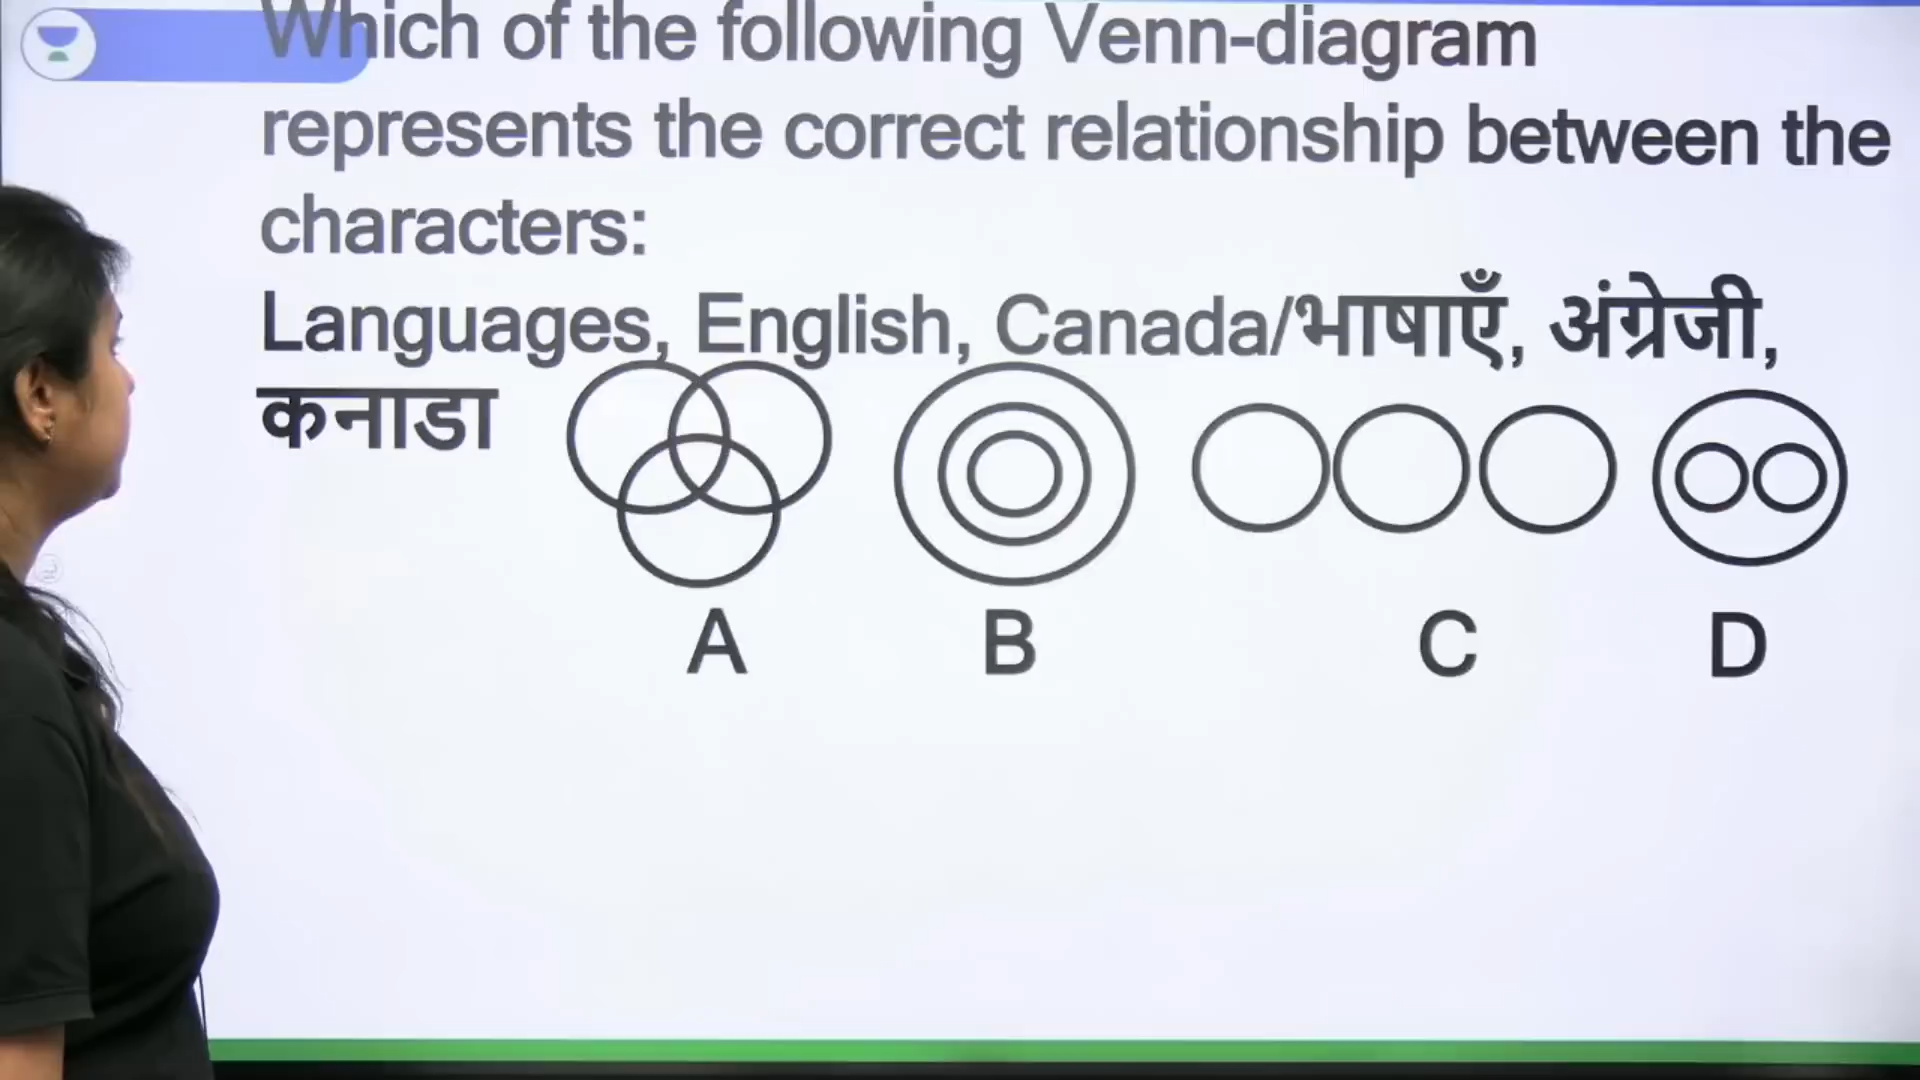 Which of the following Venn-diagram
represents the correct relationship between the
characters:
Languages, English, Canada/भाषाएँ, अंग्रेजी,
कनाडा
A B C D